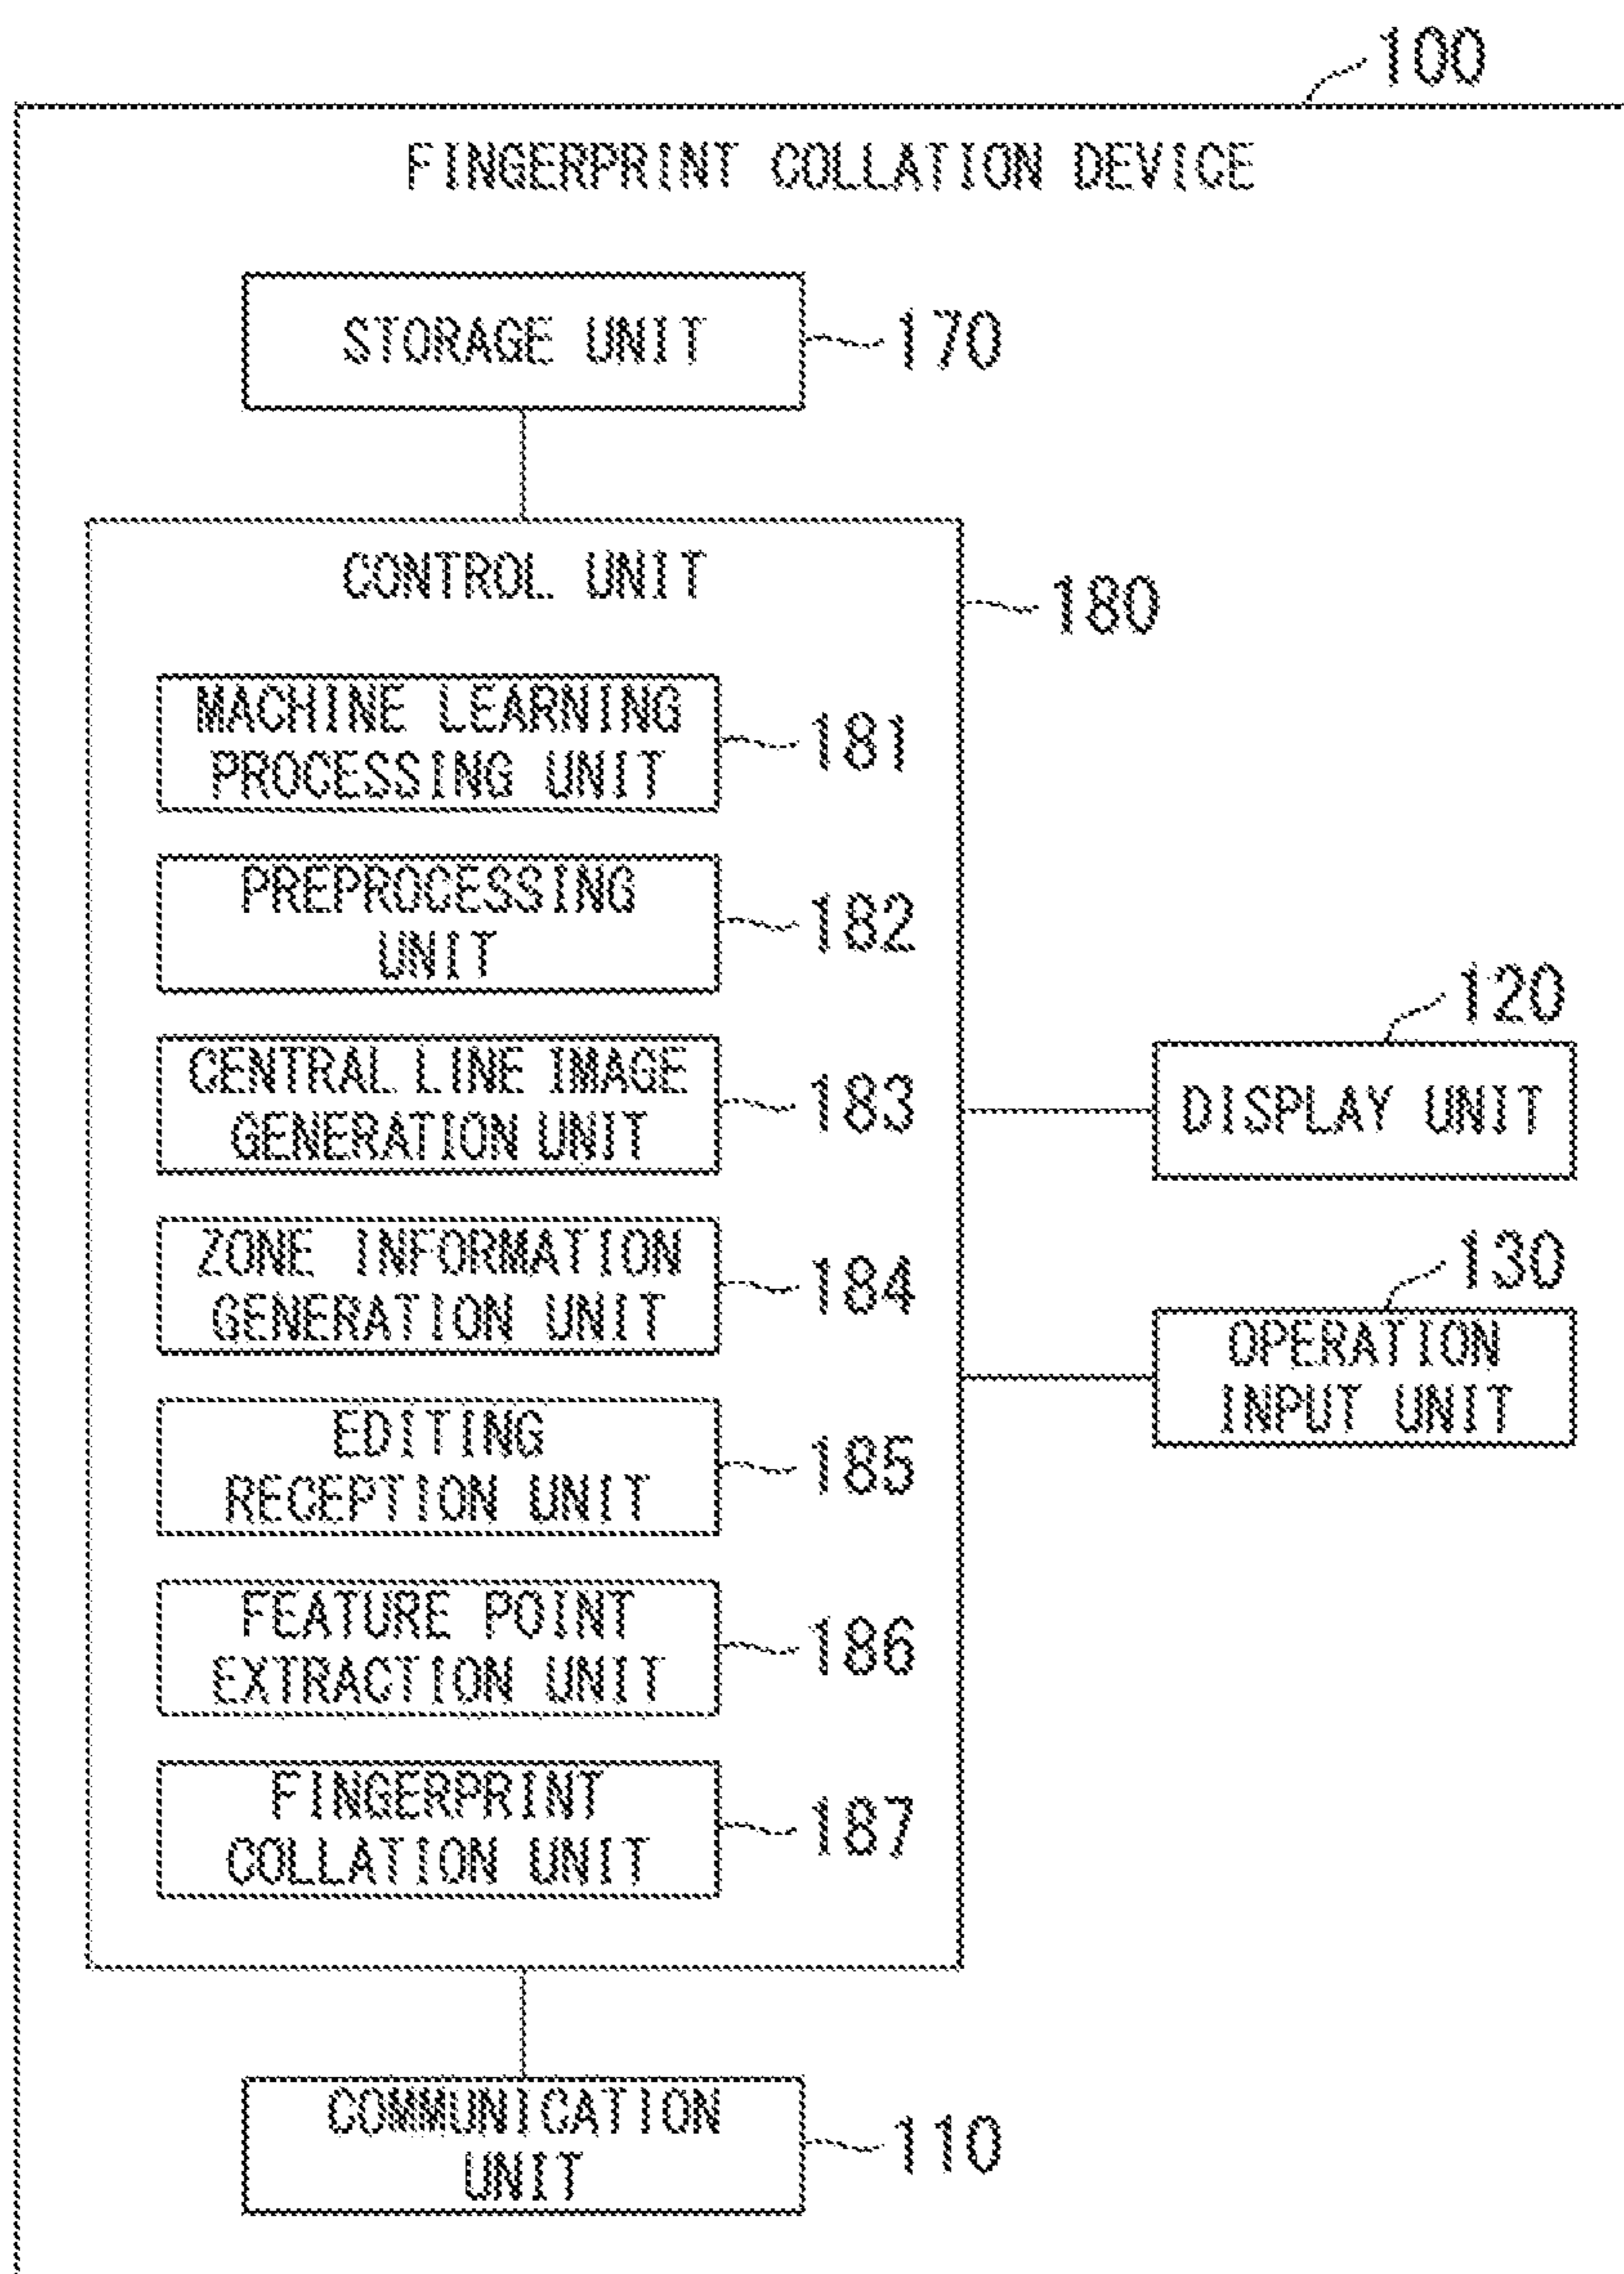 100
FINGERPRINT COLLATION DEVICE
STORAGE UNIT
170
CONTROL UNIT
180
MACHINE LEARNING
PROCESSING UNIT
181
PREPROCESSING
UNIT
182
CENTRAL LINE IMAGE
GENERATION UNIT
183
ZONE INFORMATION
GENERATION UNIT
184
EDITING
RECEPTION UNIT
185
FEATURE POINT
EXTRACTION UNIT
186
FINGERPRINT
COLLATION UNIT
187
120
DISPLAY UNIT
130
OPERATION
INPUT UNIT
COMMUNICATION
UNIT
110